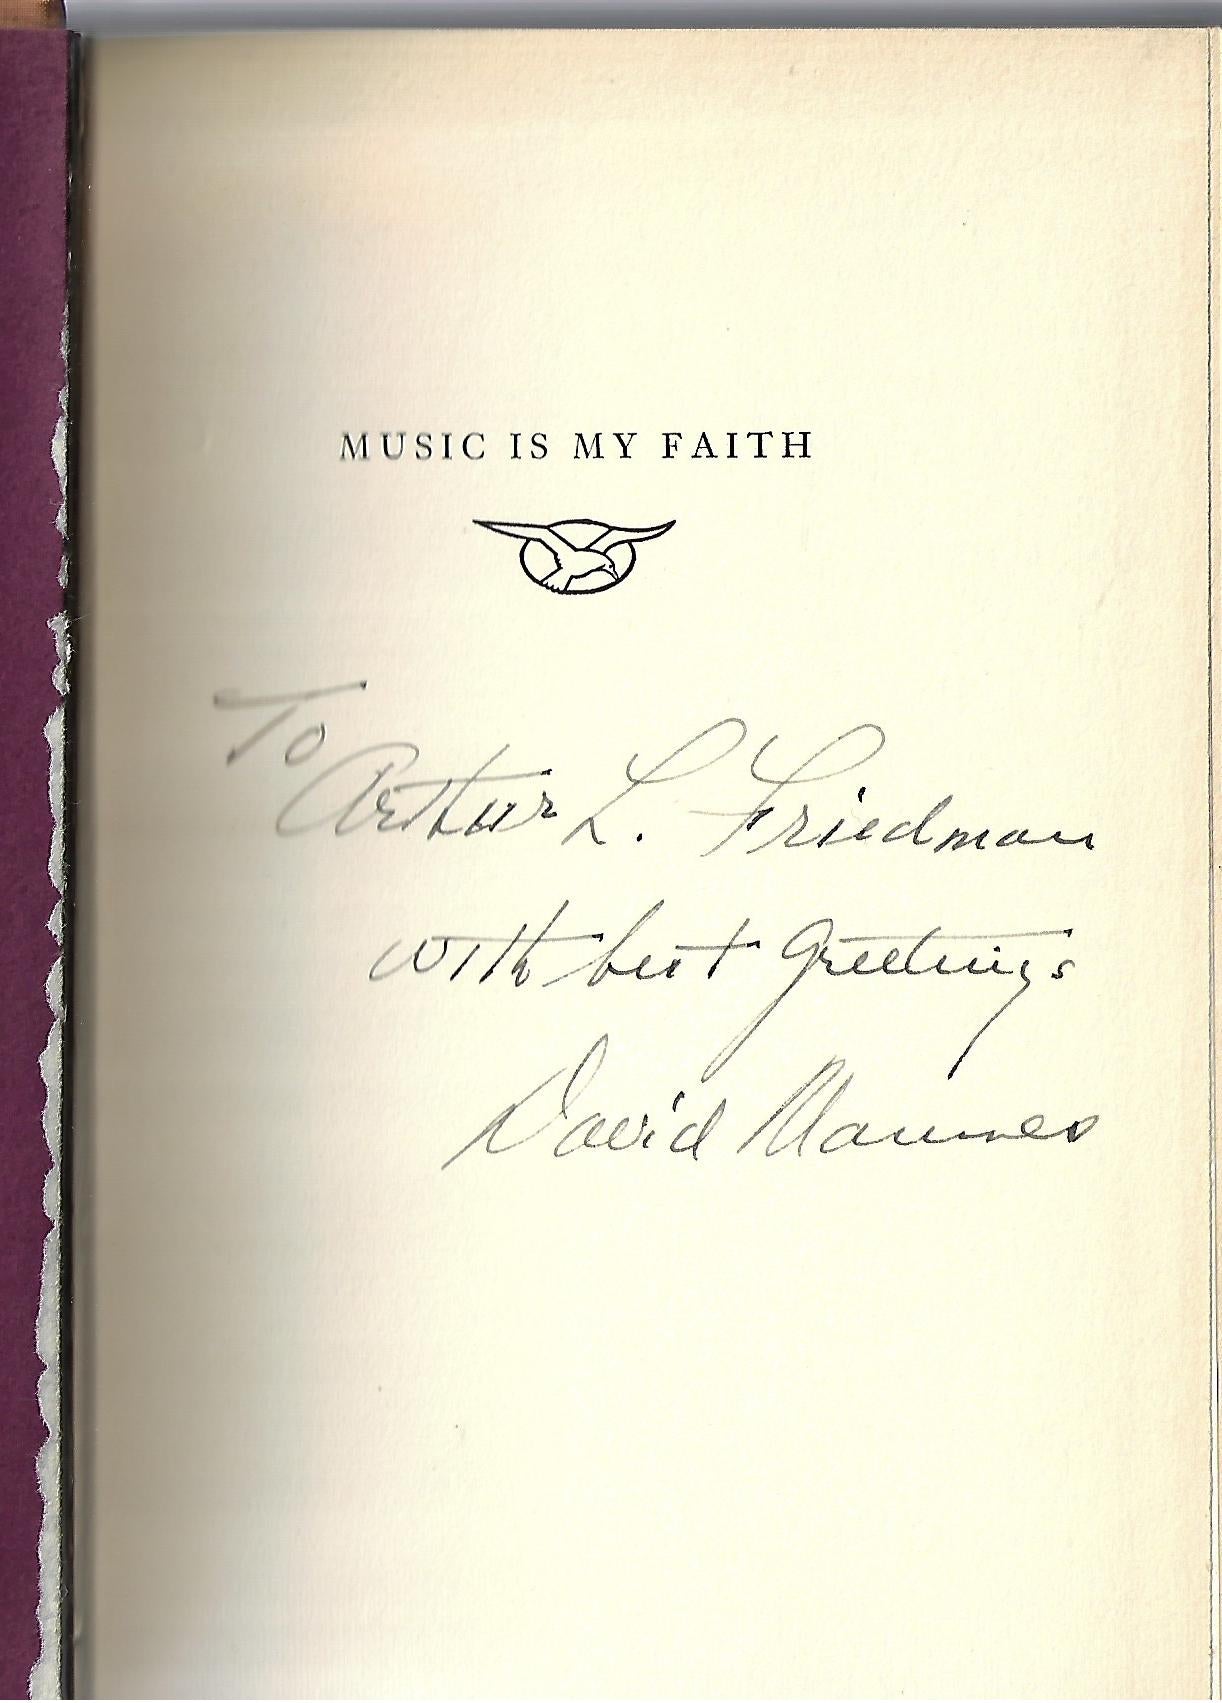 MUSIC IS MY FAITH
To
Arthur L. Friedman
with best Greetings
David Mannes